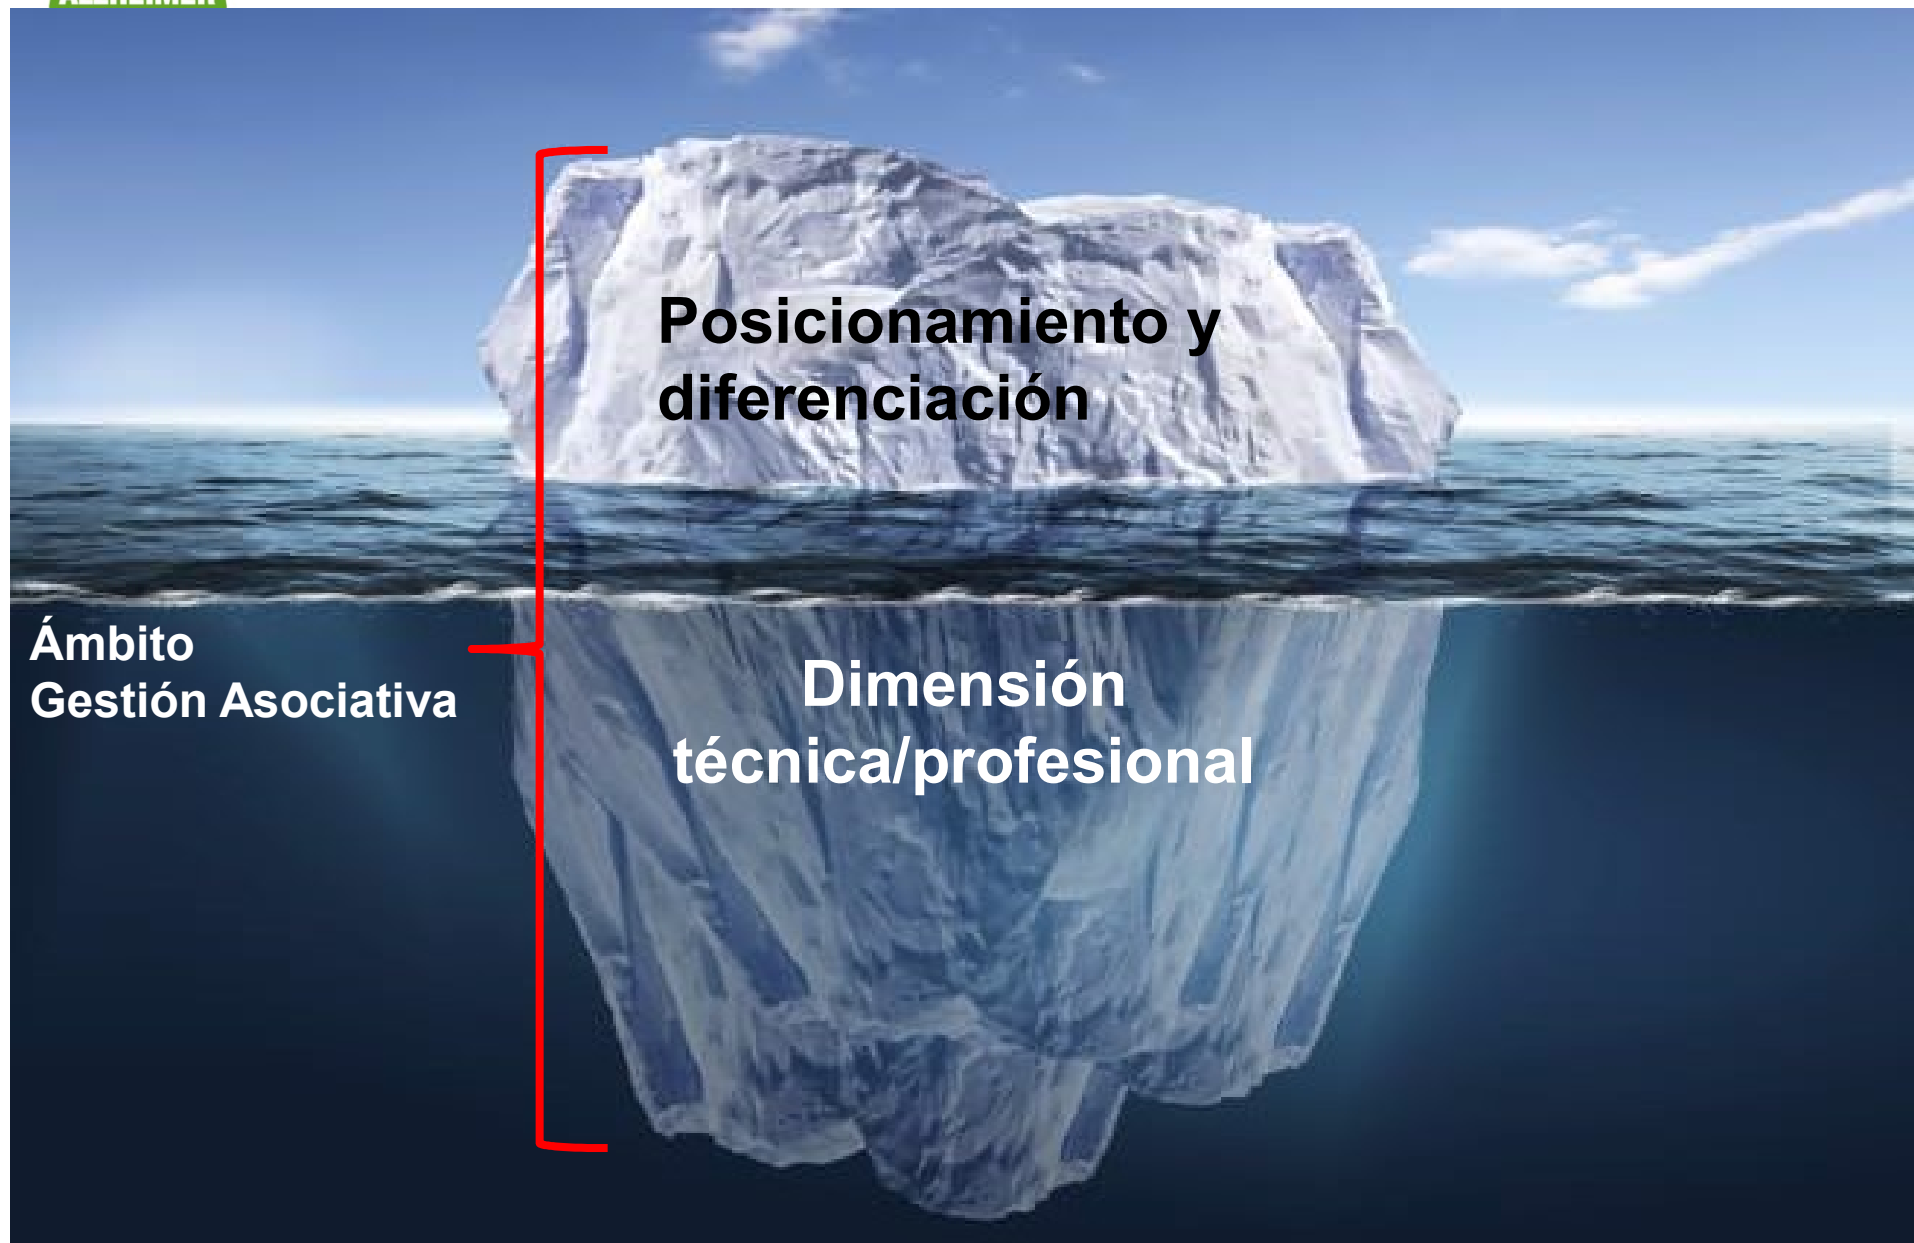 Posicionamiento y
diferenciación
Ámbito
Gestión Asociativa
Dimensión
técnica/profesional